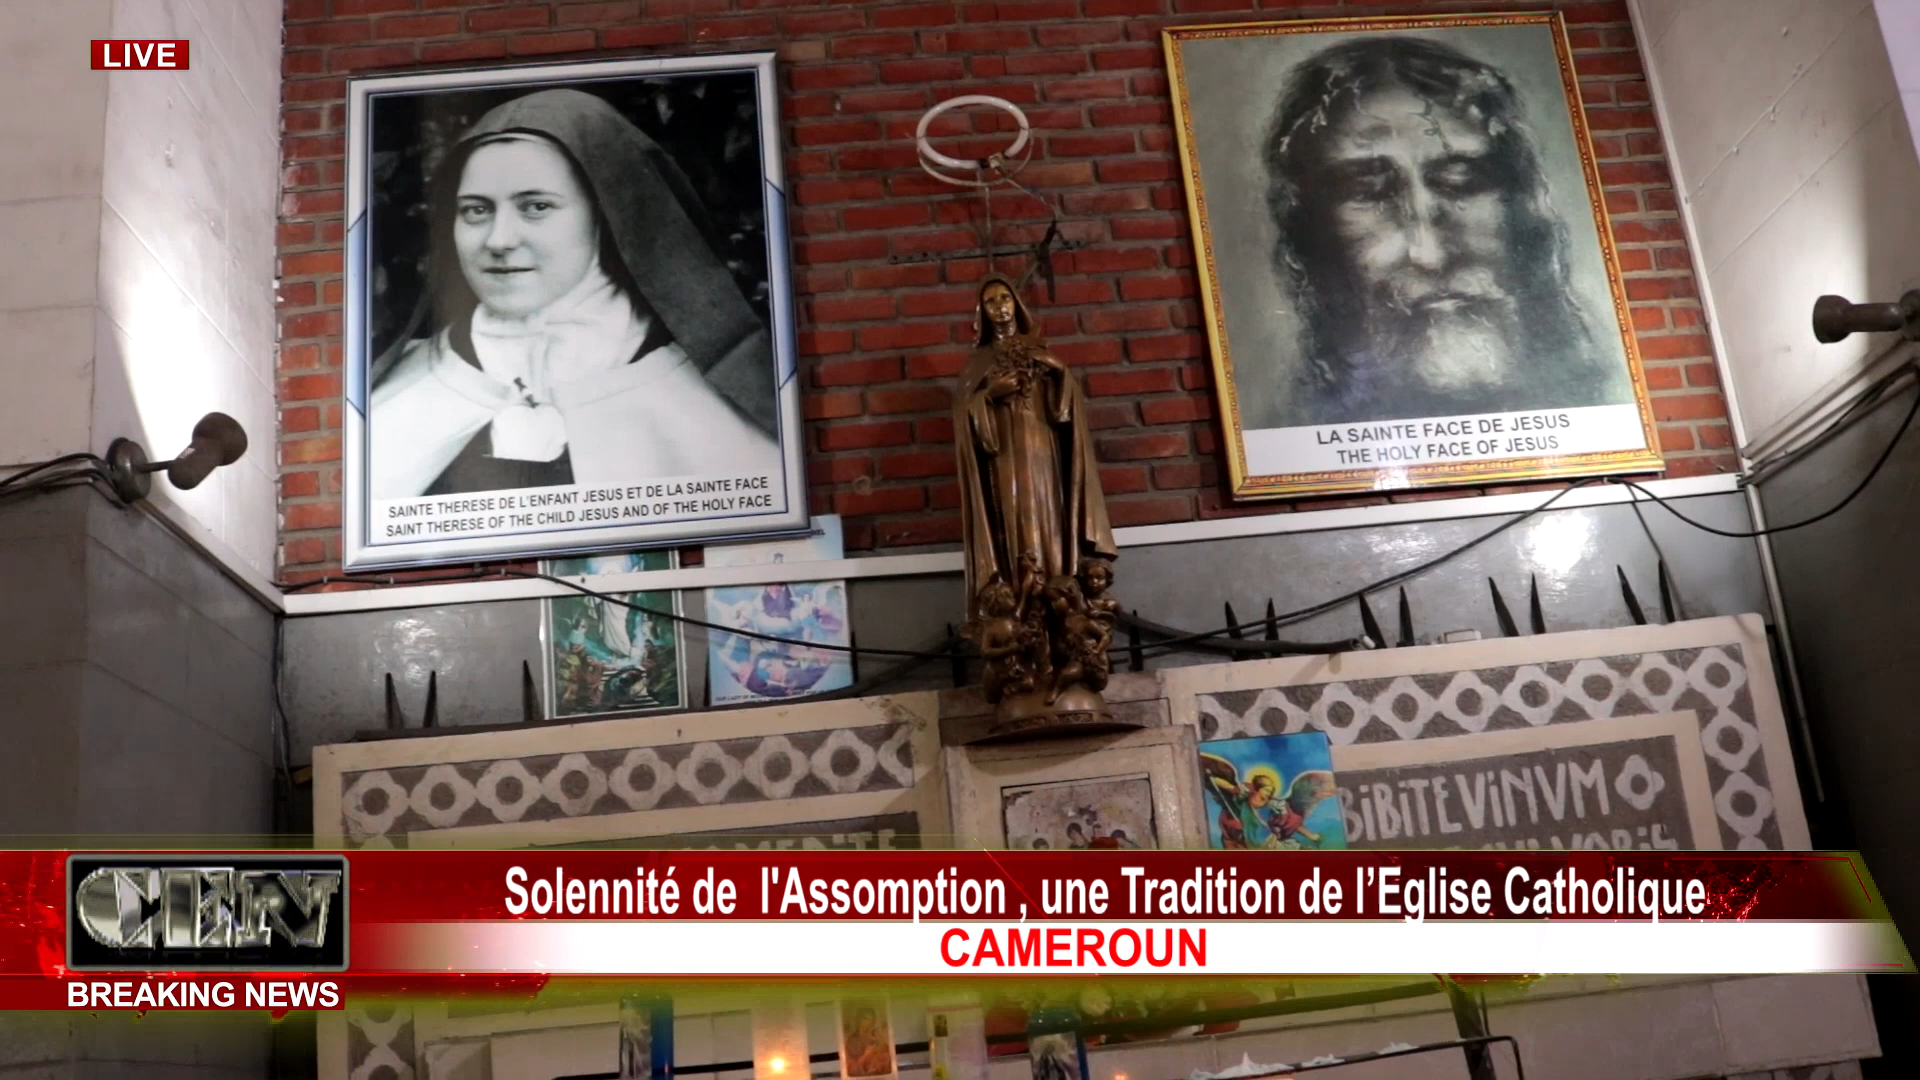 LIVE
SAINTE THERESE DE L'ENFANT JESUS ET DE LA SAINTE FACE
SAINT THERESE OF THE CHILD JESUS AND OF THE HOLY FACE
LA SAINTE FACE DE JESUS
THE HOLY FACE OF JESUS
BIBITE VINVM
CEN
Solennité de l'Assomption , une Tradition de l’Eglise Catholique
CAMEROUN
BREAKING NEWS